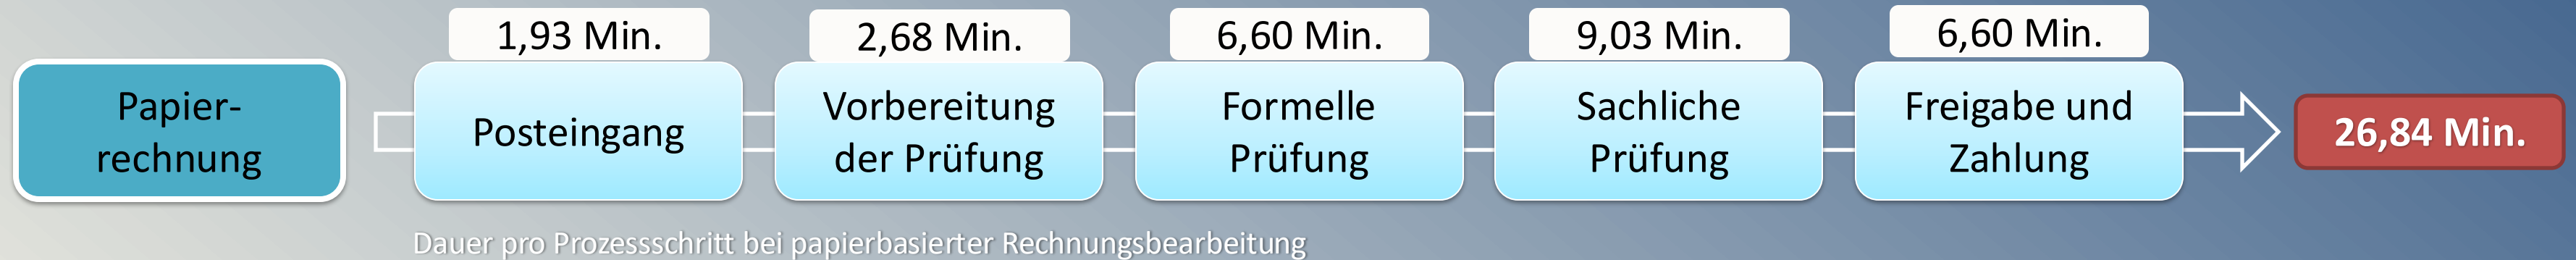 1,93 Min.
2,68 Min.
6,60 Min.
9,03 Min.
6,60 Min.
Papier-
rechnung
Posteingang
Vorbereitung
der Prüfung
Formelle
Prüfung
Sachliche
Prüfung
Freigabe und
Zahlung
26,84 Min.
Dauer pro Prozessschritt bei papierbasierter Rechnungsbearbeitung